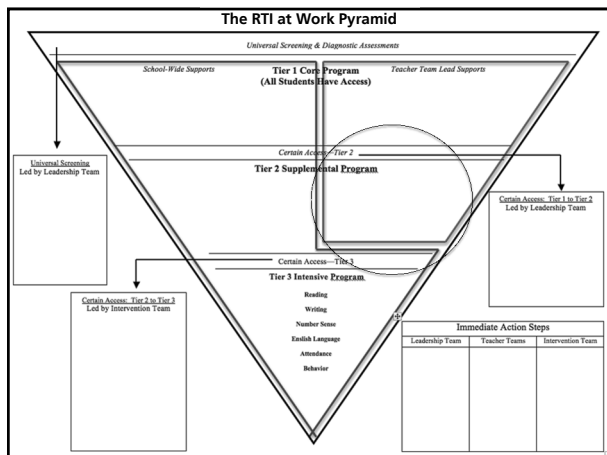 The RTI at Work Pyramid
Universal Screening & Diagnostic Assessments
School-Wide Supports
Teacher Team Lead Supports
Tier 1 Core Program
(All Students Have Access)
Certain Access—Tier 2
Tier 2 Supplemental Program
Universal Screening
Led by Leadership Team
Certain Access: Tier 1 to Tier 2
Led by Leadership Team
Certain Access—Tier 3
Tier 3 Intensive Program
Reading
Writing
Number Sense
Enslish Language
Attendance
Behavior
Certain Access: Tier 2 to Tier 3
Led by Intervention Team
Immediate Action Steps
Leadership Team
Teacher Teams
Intervention Team